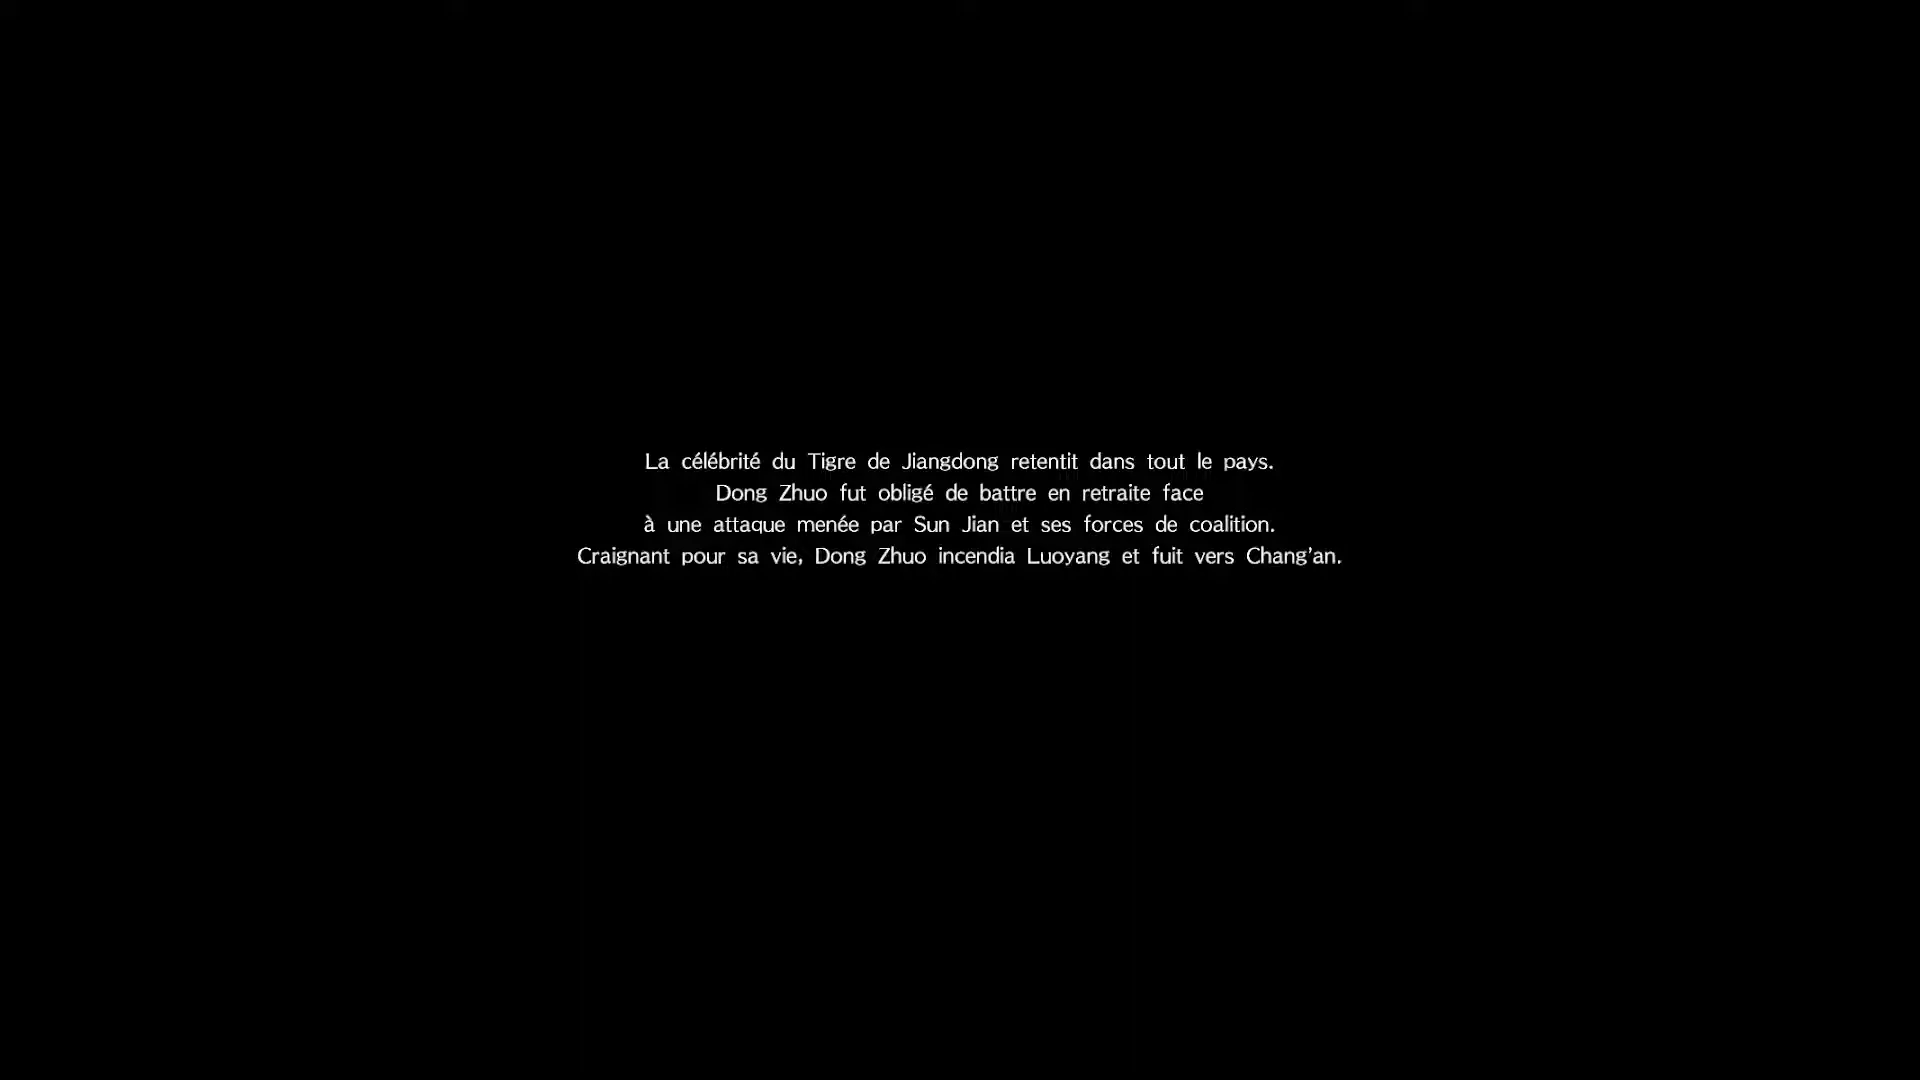 La célébrité du Tigre de Jiangdong retentit dans tout le pays.
Dong Zhuo fut obligé de battre en retraite face
à une attaque menée par Sun Jian et ses forces de coalition.
Craignant pour sa vie, Dong Zhuo incendia Luoyang et fuit vers Chang’an.